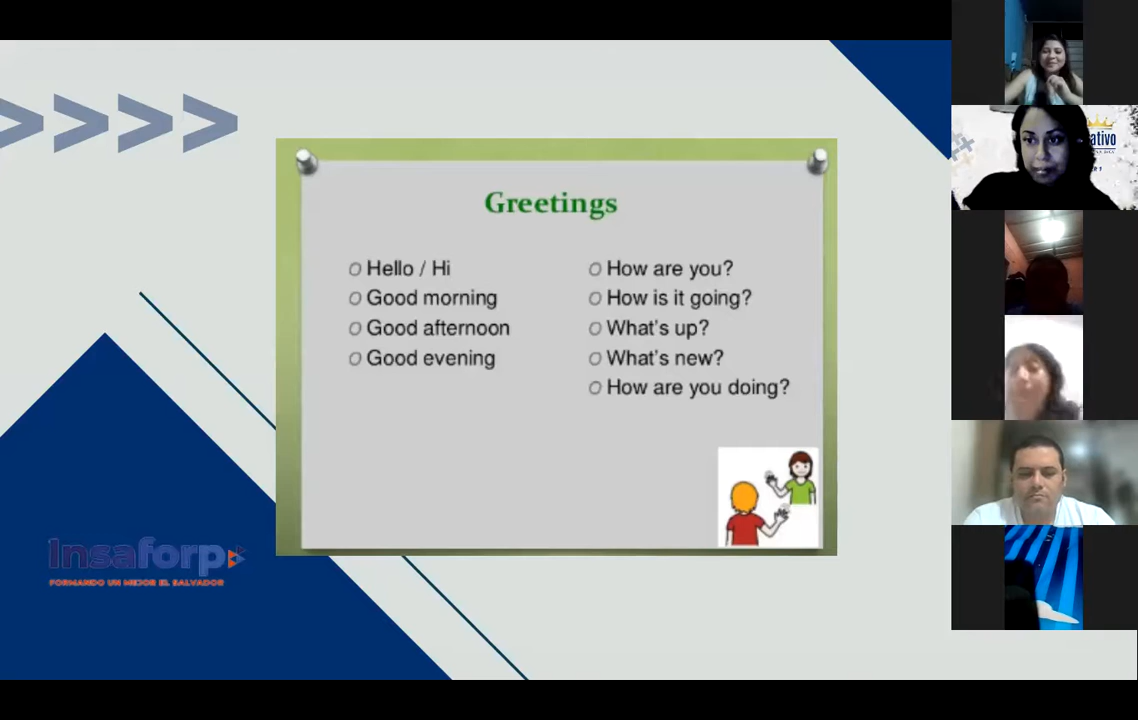 Greetings
Hello / Hi
Good morning
Good afternoon
Good evening
How are you?
How is it going?
What's up?
What's new?
How are you doing?
Insaforp
FORMANDO UN MEJOR EL SALVADOR